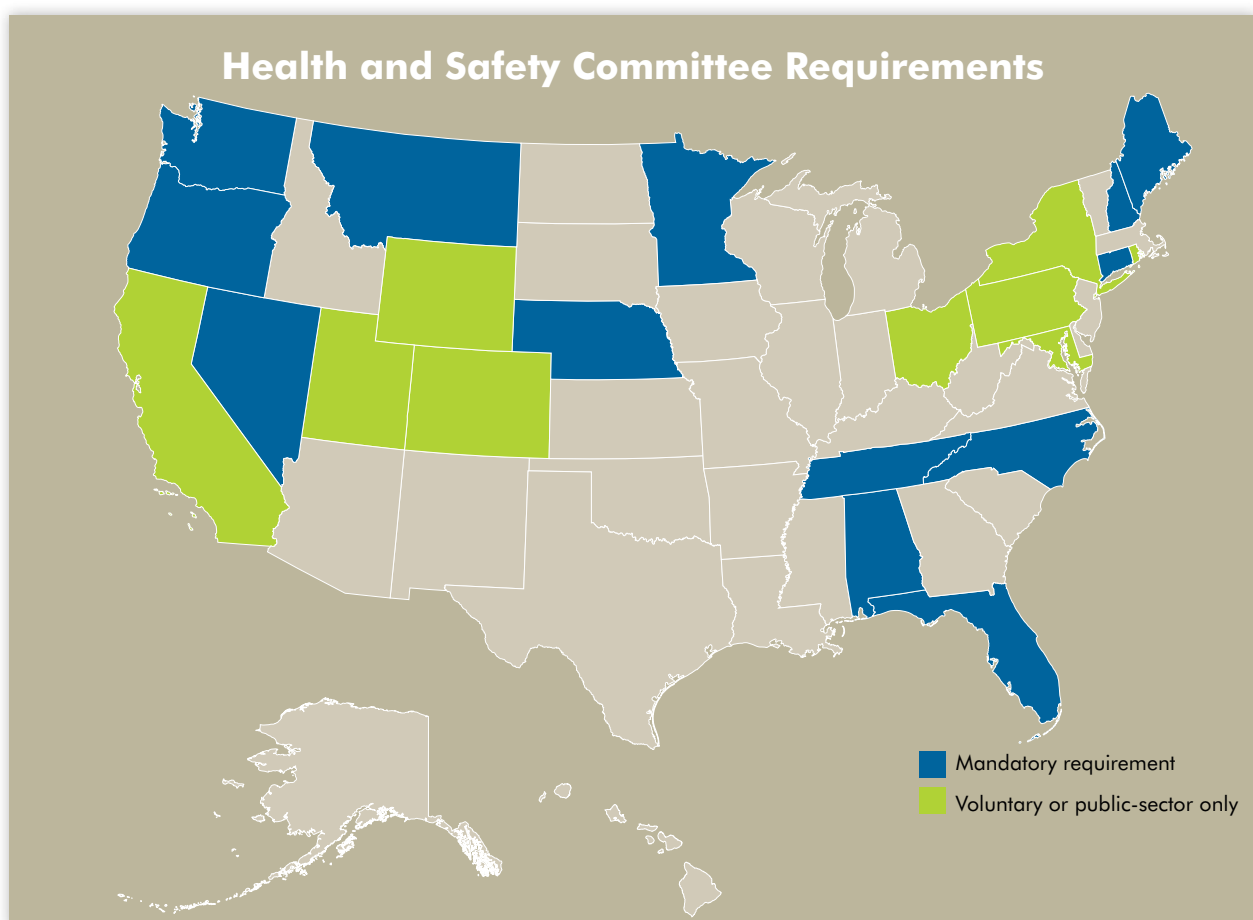 Health and Safety Committee Requirements
Mandatory requirement
Voluntary or public-sector only